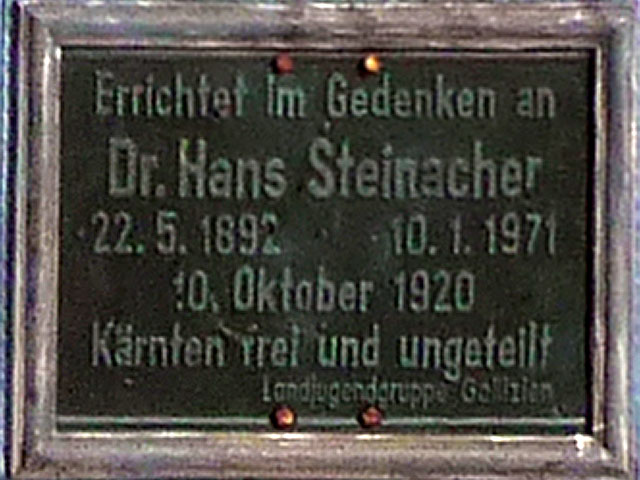 Errichtet im Gedenken an
Dr. Hans Steinacher
22. 5. 1892 10. 1. 1971
10. Oktober 1920
Kärnten frei und ungeteilt
Landjugendgruppe Gallizien